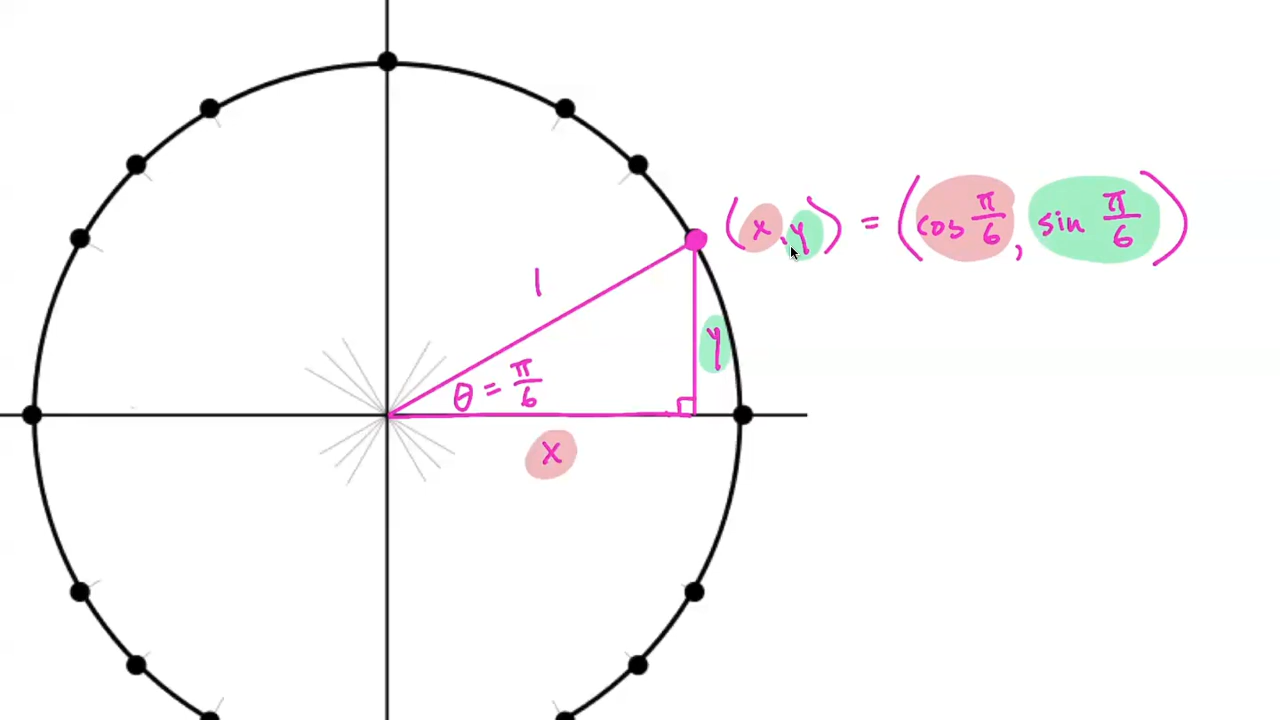 (x, y) = (cos π/6, sin π/6)
1
y
θ = π/6
x